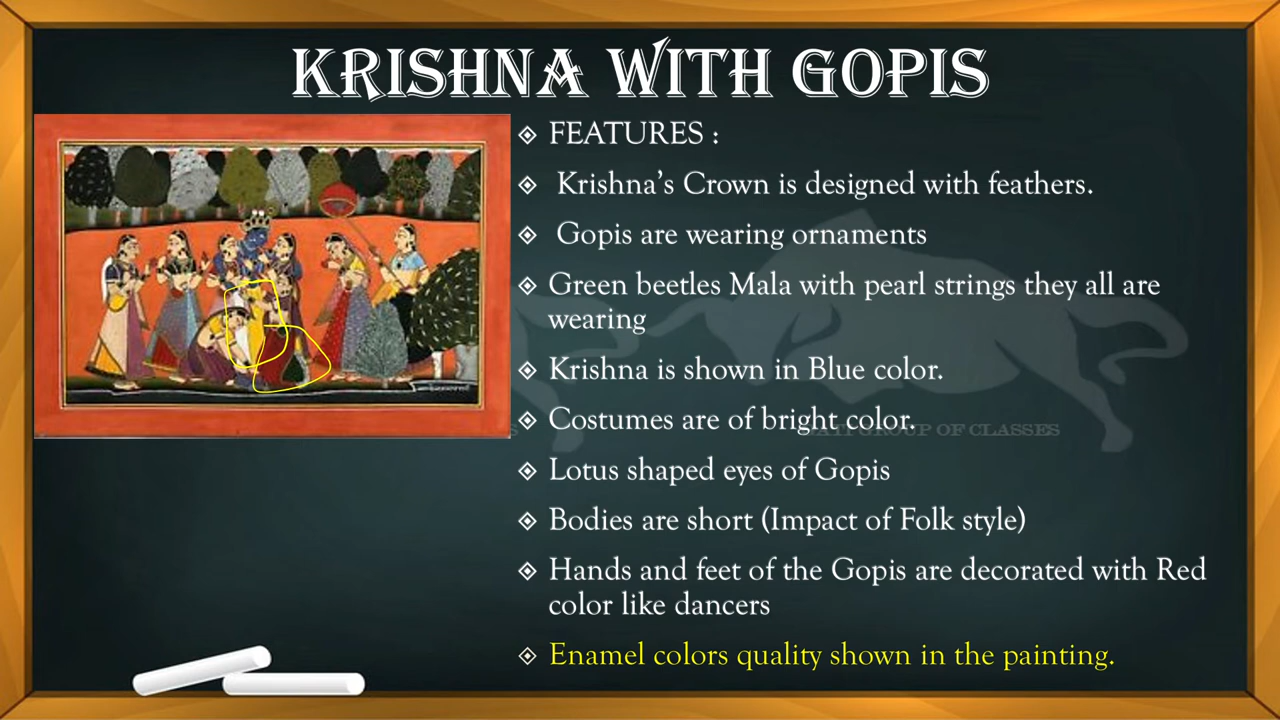 KRISHNA WITH GOPIS
FEATURES :
Krishna's Crown is designed with feathers.
Gopis are wearing ornaments
Green beetles Mala with pearl strings they all are
wearing
Krishna is shown in Blue color.
Costumes are of bright color.
GROUP OF CLASSES
Lotus shaped eyes of Gopis
Bodies are short (Impact of Folk style)
Hands and feet of the Gopis are decorated with Red
color like dancers
Enamel colors quality shown in the painting.